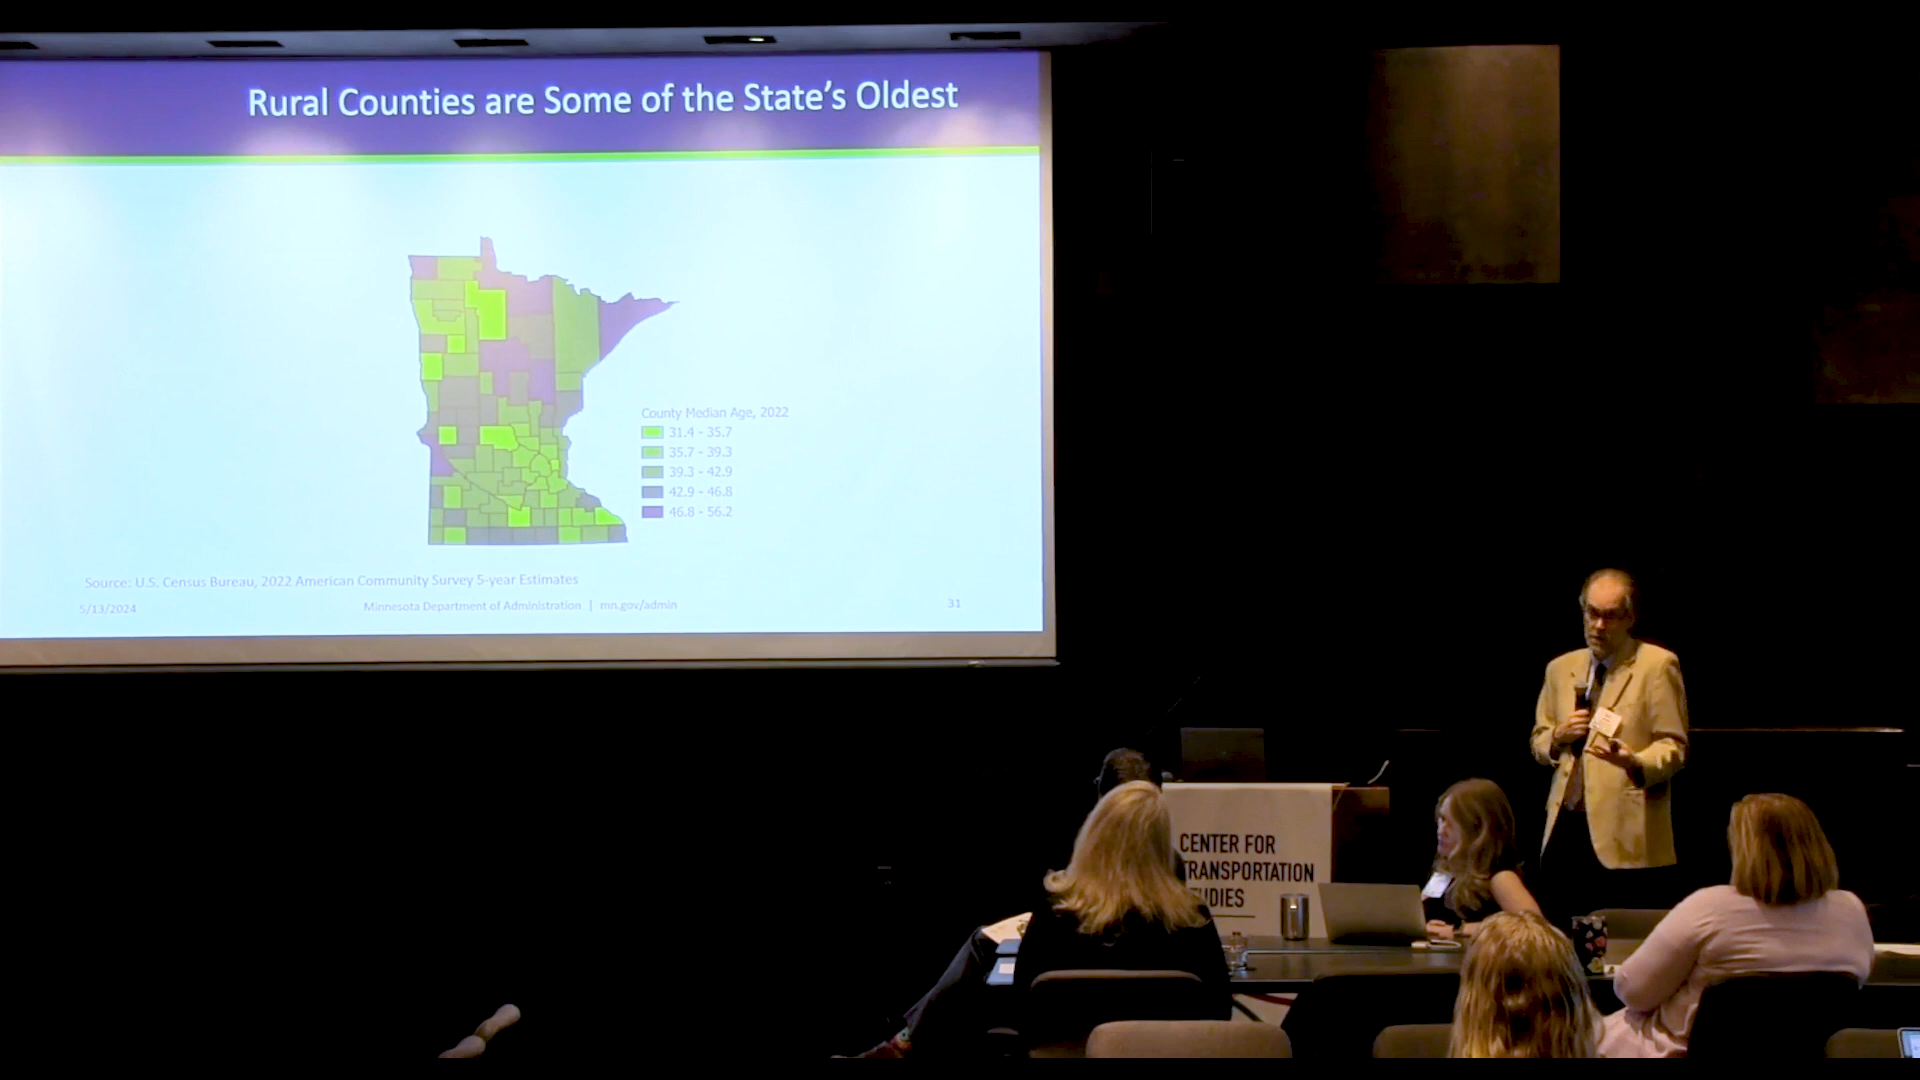 Rural Counties are Some of the State's Oldest
County Median Age, 2022
31.4 - 35.7
35.7 - 39.3
39.3 - 42.9
42.9 - 46.8
46.8 - 56.2
Source: U.S. Census Bureau, 2022 American Community Survey 5-year Estimates
5/13/2024
Minnesota Department of Administration | mn.gov/admin
31
CENTER FOR
TRANSPORTATION
UDIES